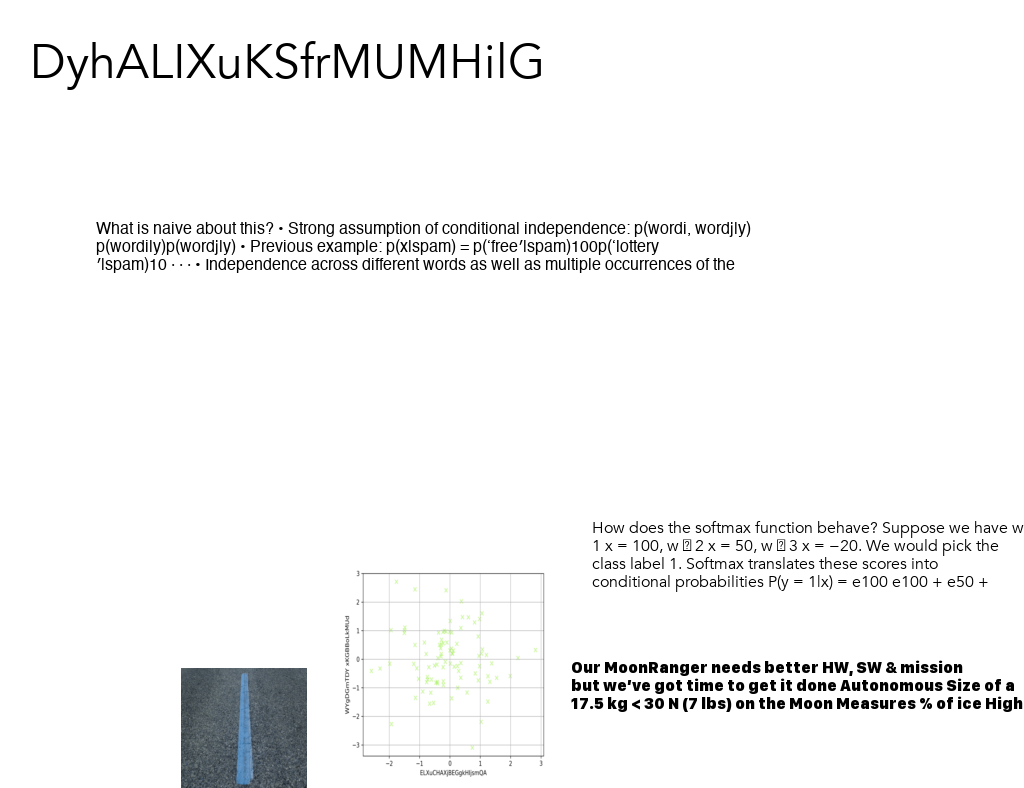 DyhALIXuKSfrMUMHilG
What is naive about this? • Strong assumption of conditional independence: p(wordi, wordj|y)
p(wordi|y)p(wordj|y) • Previous example: p(x|spam) = p(‘free′|spam)100p(‘lottery
′|spam)10 · · · • Independence across different words as well as multiple occurrences of the
How does the softmax function behave? Suppose we have w
1 x = 100, w 2 x = 50, w 3 x = −20. We would pick the
class label 1. Softmax translates these scores into
conditional probabilities P(y = 1|x) = e100 e100 + e50 +
3
2
1
0
−1
−2
−3
−2 −1 0 1 2 3
Our MoonRanger needs better HW, SW & mission
but we’ve got time to get it done Autonomous Size of a
17.5 kg < 30 N (7 lbs) on the Moon Measures % of ice High